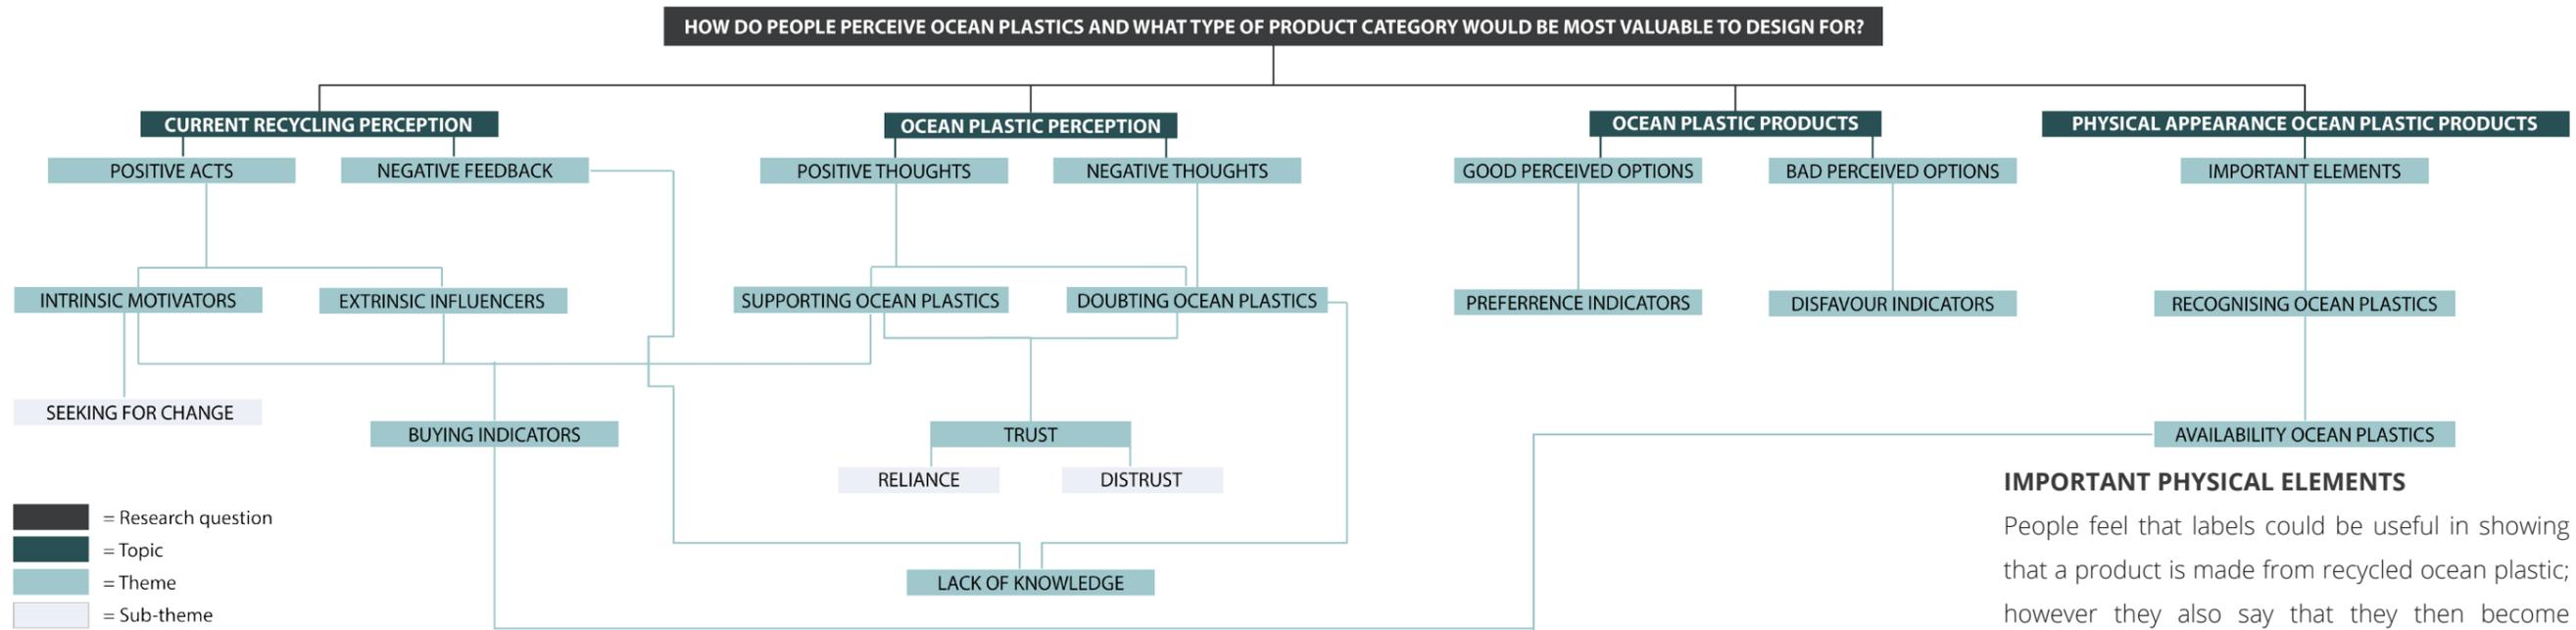 HOW DO PEOPLE PERCEIVE OCEAN PLASTICS AND WHAT TYPE OF PRODUCT CATEGORY WOULD BE MOST VALUABLE TO DESIGN FOR?
CURRENT RECYCLING PERCEPTION
OCEAN PLASTIC PERCEPTION
OCEAN PLASTIC PRODUCTS
PHYSICAL APPEARANCE OCEAN PLASTIC PRODUCTS
POSITIVE ACTS
NEGATIVE FEEDBACK
POSITIVE THOUGHTS
NEGATIVE THOUGHTS
GOOD PERCEIVED OPTIONS
BAD PERCEIVED OPTIONS
IMPORTANT ELEMENTS
INTRINSIC MOTIVATORS
EXTRINSIC INFLUENCERS
SUPPORTING OCEAN PLASTICS
DOUBTING OCEAN PLASTICS
PREFERRENCE INDICATORS
DISFAVOUR INDICATORS
RECOGNISING OCEAN PLASTICS
SEEKING FOR CHANGE
BUYING INDICATORS
TRUST
AVAILABILITY OCEAN PLASTICS
RELIANCE
DISTRUST
LACK OF KNOWLEDGE
= Research question
= Topic
= Theme
= Sub-theme
IMPORTANT PHYSICAL ELEMENTS
People feel that labels could be useful in showing
that a product is made from recycled ocean plastic;
however they also say that they then become